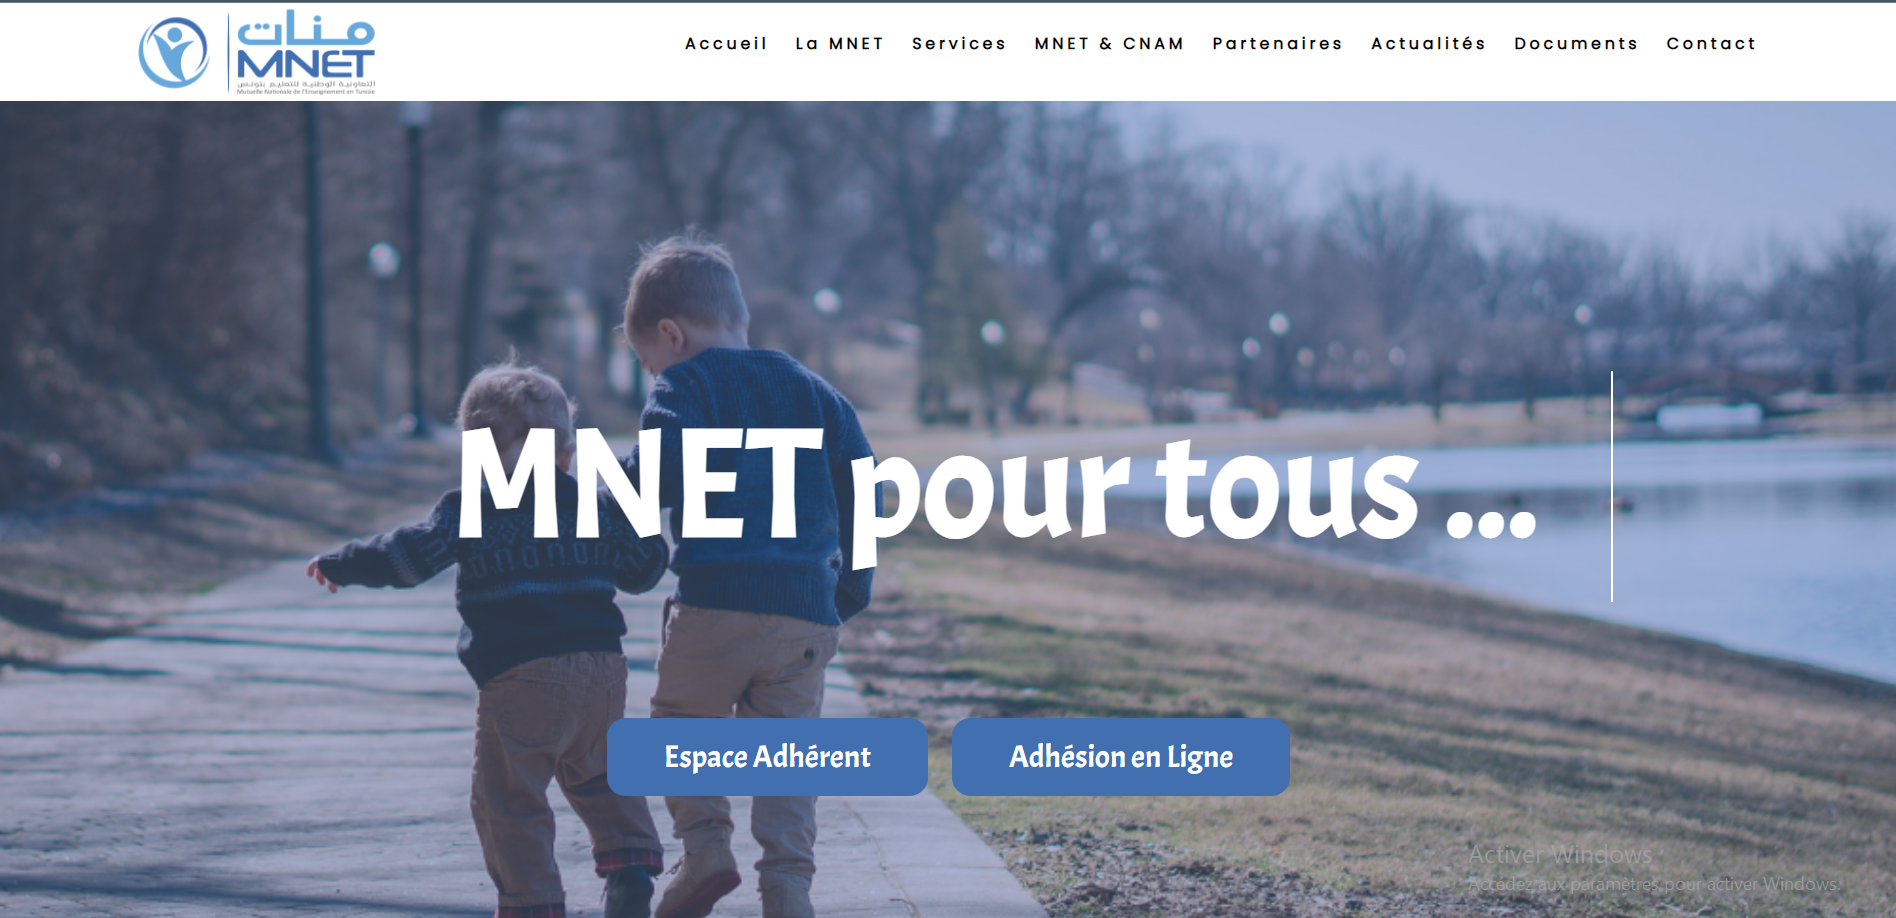 منات
MNET
التعاونية الوطنية للتعليم بتونس
Mutuelle Nationale de l'Enseignement en Tunisie
Accueil La MNET Services MNET & CNAM Partenaires Actualités Documents Contact
MNET pour tous ...
Espace Adhérent Adhésion en Ligne
Activer Windows
Accédez aux paramètres pour activer Windows.